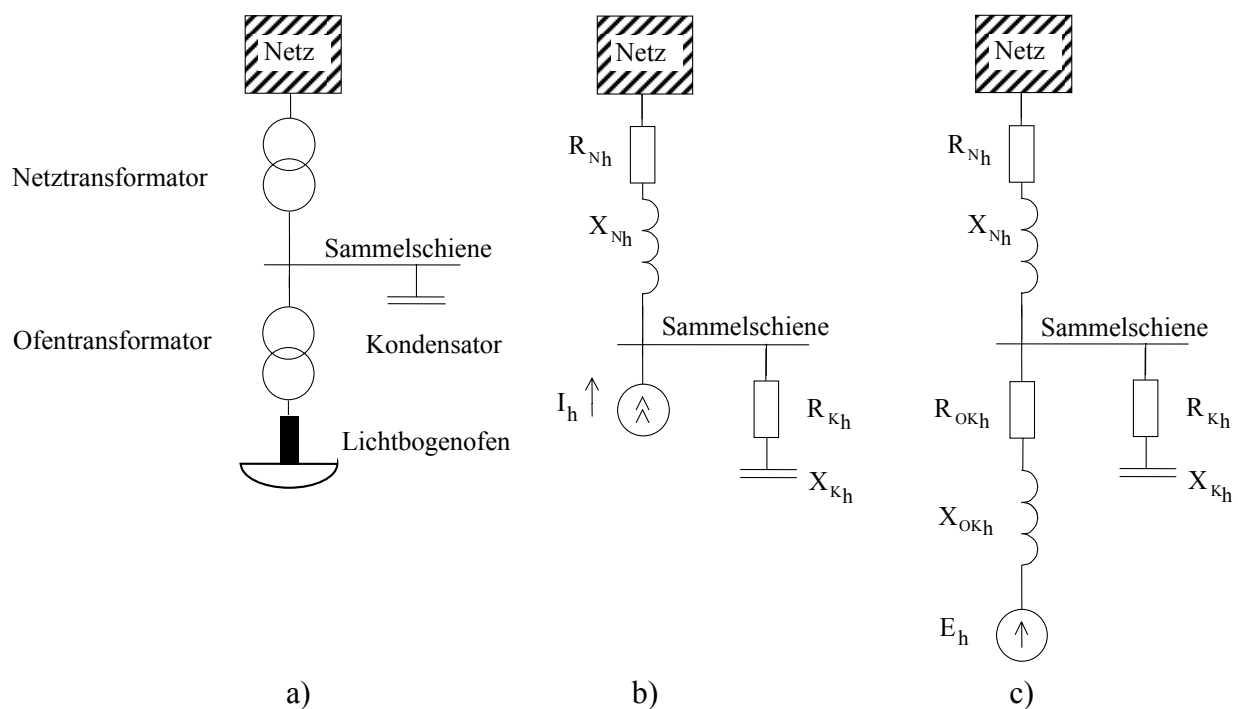 Netz
Netztransformator
Sammelschiene
Ofentransformator
Kondensator
Lichtbogenofen
a)
Netz
R_Nh
X_Nh
Sammelschiene
I_h
R_Kh
X_Kh
b)
Netz
R_Nh
X_Nh
Sammelschiene
R_OKh
R_Kh
X_Kh
X_OKh
E_h
c)